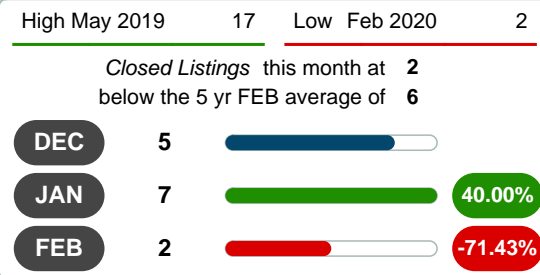 High May 2019 17 Low Feb 2020 2
Closed Listings this month at 2
below the 5 yr FEB average of 6
DEC 5
JAN 7 40.00%
FEB 2 -71.43%